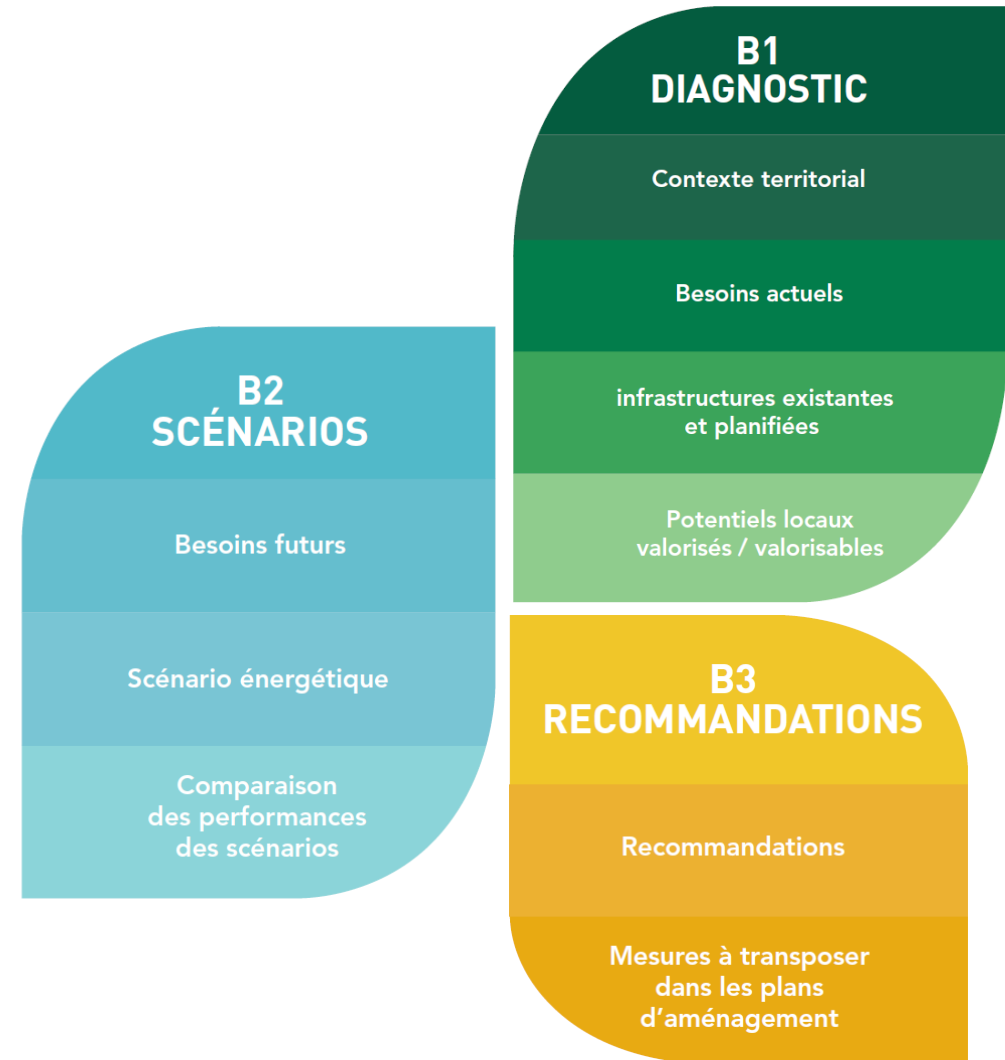 B1
DIAGNOSTIC
Contexte territorial
Besoins actuels
infrastructures existantes
et planifiées
Potentiels locaux
valorisés / valorisables
B2
SCÉNARIOS
Besoins futurs
Scénario énergétique
Comparaison
des performances
des scénarios
B3
RECOMMANDATIONS
Recommandations
Mesures à transposer
dans les plans
d’aménagement